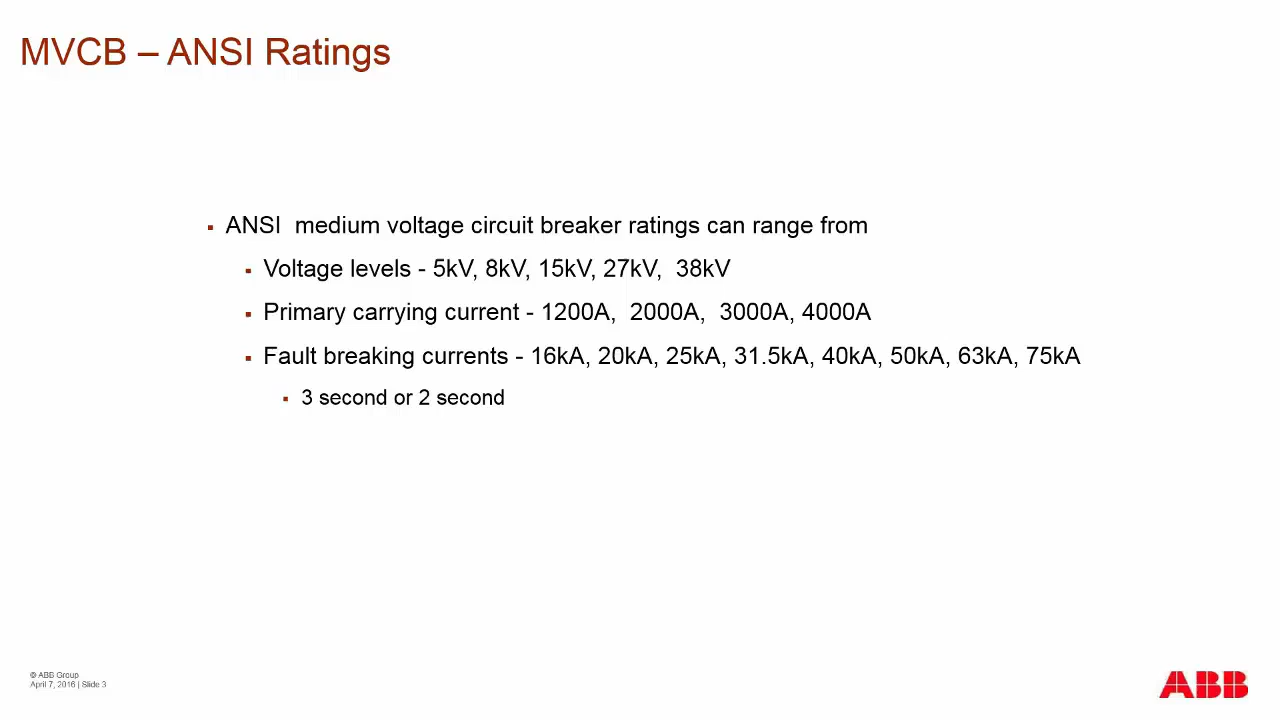 MVCB – ANSI Ratings
▪ ANSI  medium voltage circuit breaker ratings can range from
▪ Voltage levels - 5kV, 8kV, 15kV, 27kV,  38kV
▪ Primary carrying current - 1200A,  2000A,  3000A, 4000A
▪ Fault breaking currents - 16kA, 20kA, 25kA, 31.5kA, 40kA, 50kA, 63kA, 75kA
▪ 3 second or 2 second
© ABB Group
April 7, 2016 | Slide 3
ABB